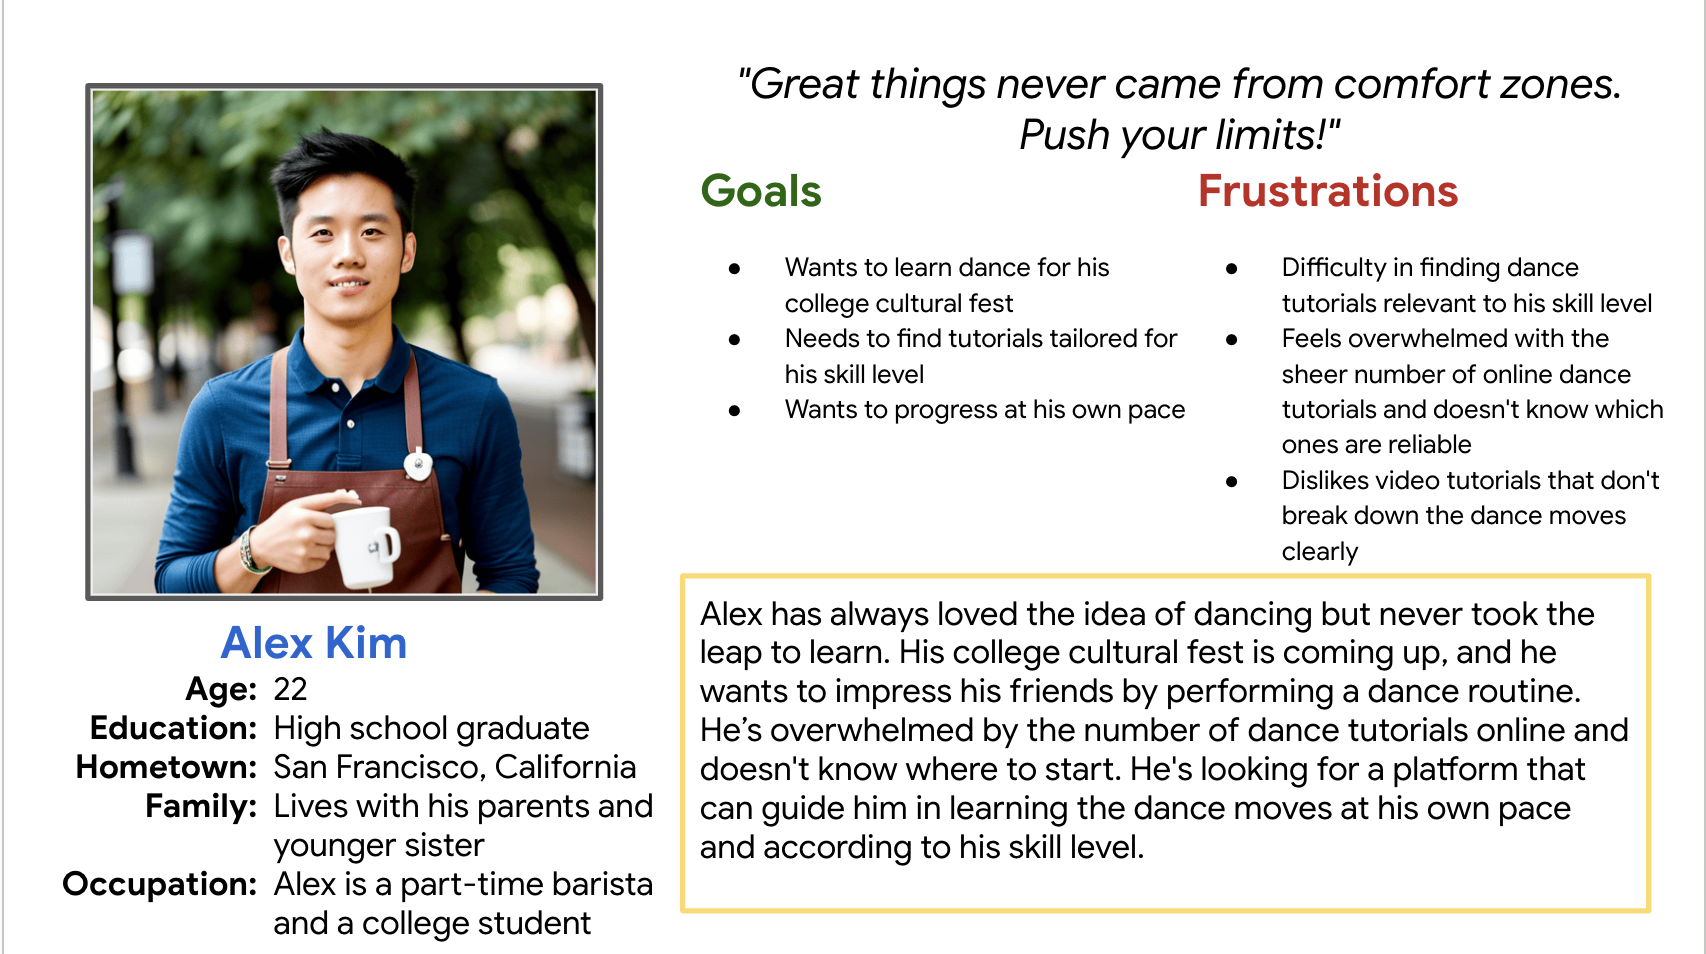 "Great things never came from comfort zones.
Push your limits!"
Goals
● Wants to learn dance for his
college cultural fest
● Needs to find tutorials tailored for
his skill level
● Wants to progress at his own pace
Frustrations
● Difficulty in finding dance
tutorials relevant to his skill level
● Feels overwhelmed with the
sheer number of online dance
tutorials and doesn't know which
ones are reliable
● Dislikes video tutorials that don't
break down the dance moves
clearly
Alex Kim
Age: 22
Education: High school graduate
Hometown: San Francisco, California
Family: Lives with his parents and
younger sister
Occupation: Alex is a part-time barista
and a college student
Alex has always loved the idea of dancing but never took the
leap to learn. His college cultural fest is coming up, and he
wants to impress his friends by performing a dance routine.
He’s overwhelmed by the number of dance tutorials online and
doesn't know where to start. He's looking for a platform that
can guide him in learning the dance moves at his own pace
and according to his skill level.